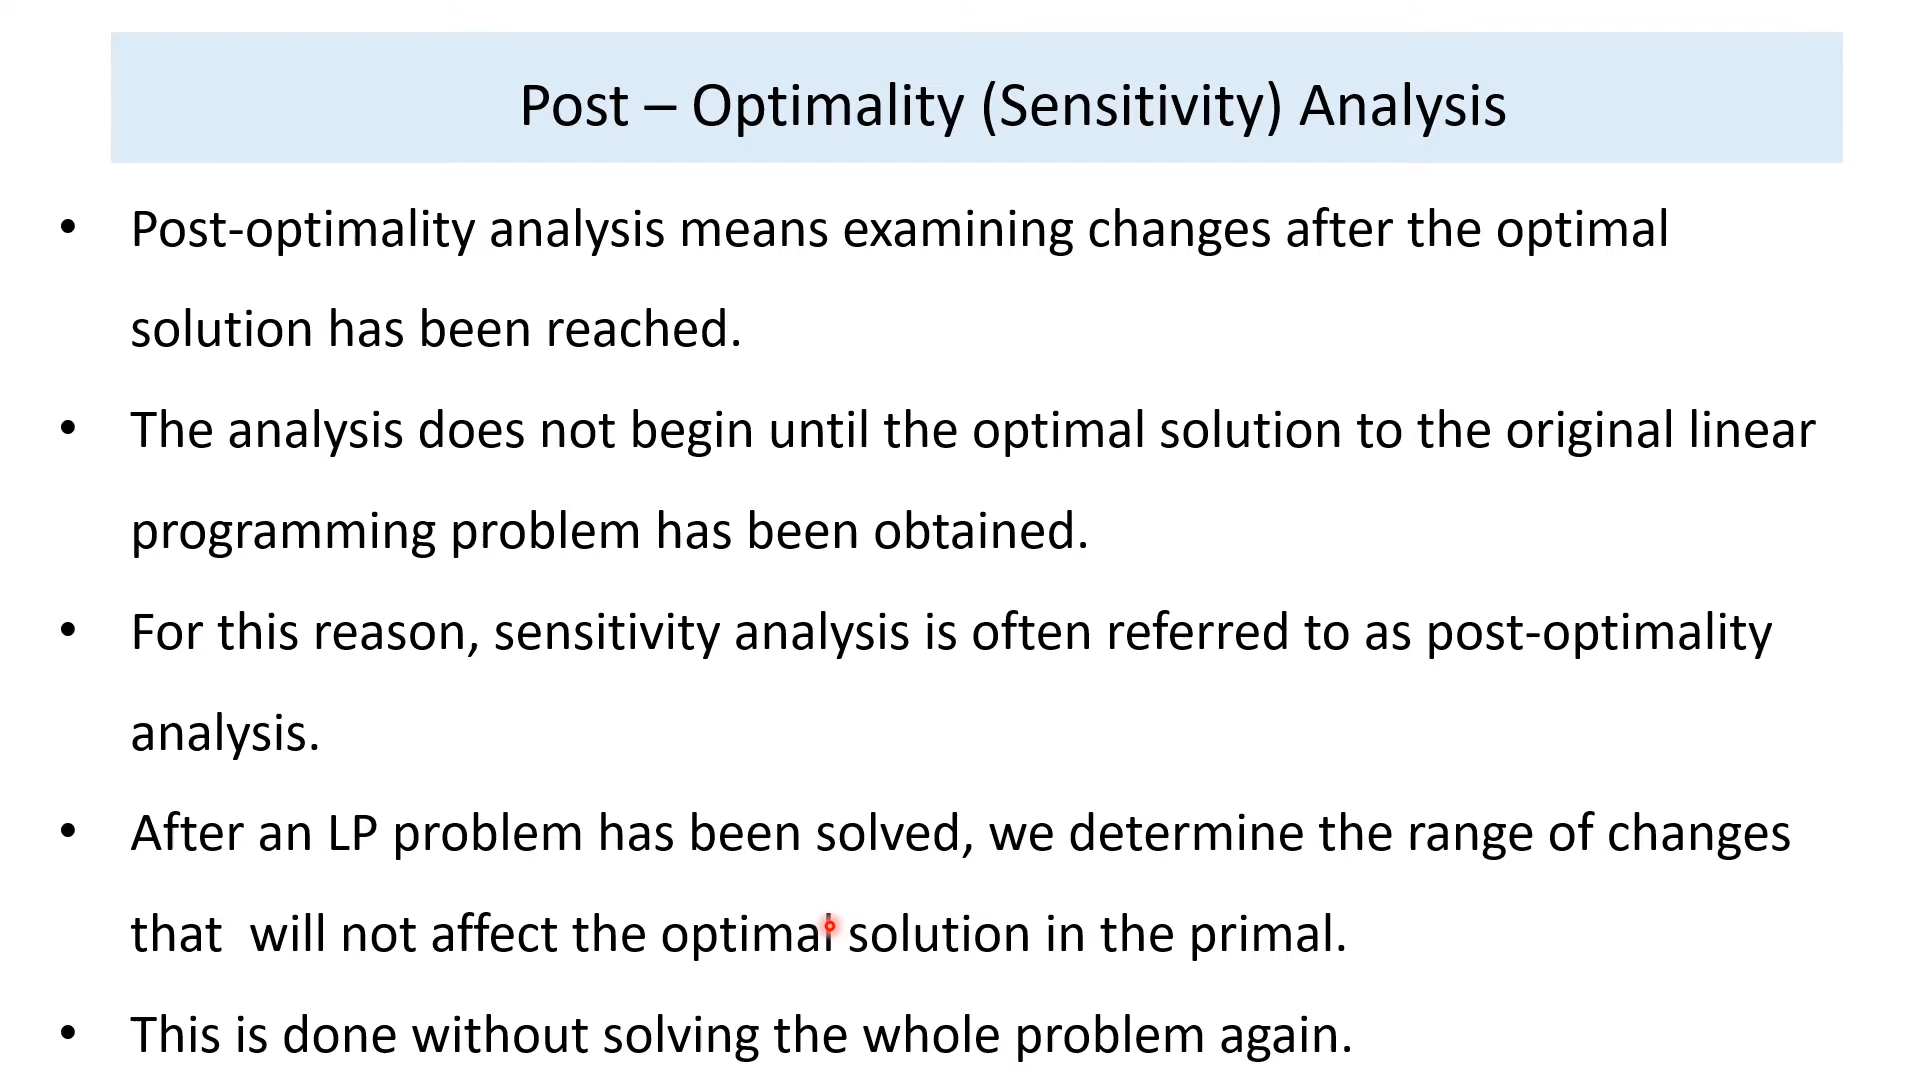 Post – Optimality (Sensitivity) Analysis
• Post-optimality analysis means examining changes after the optimal
solution has been reached.
• The analysis does not begin until the optimal solution to the original linear
programming problem has been obtained.
• For this reason, sensitivity analysis is often referred to as post-optimality
analysis.
• After an LP problem has been solved, we determine the range of changes
that  will not affect the optimal solution in the primal.
• This is done without solving the whole problem again.